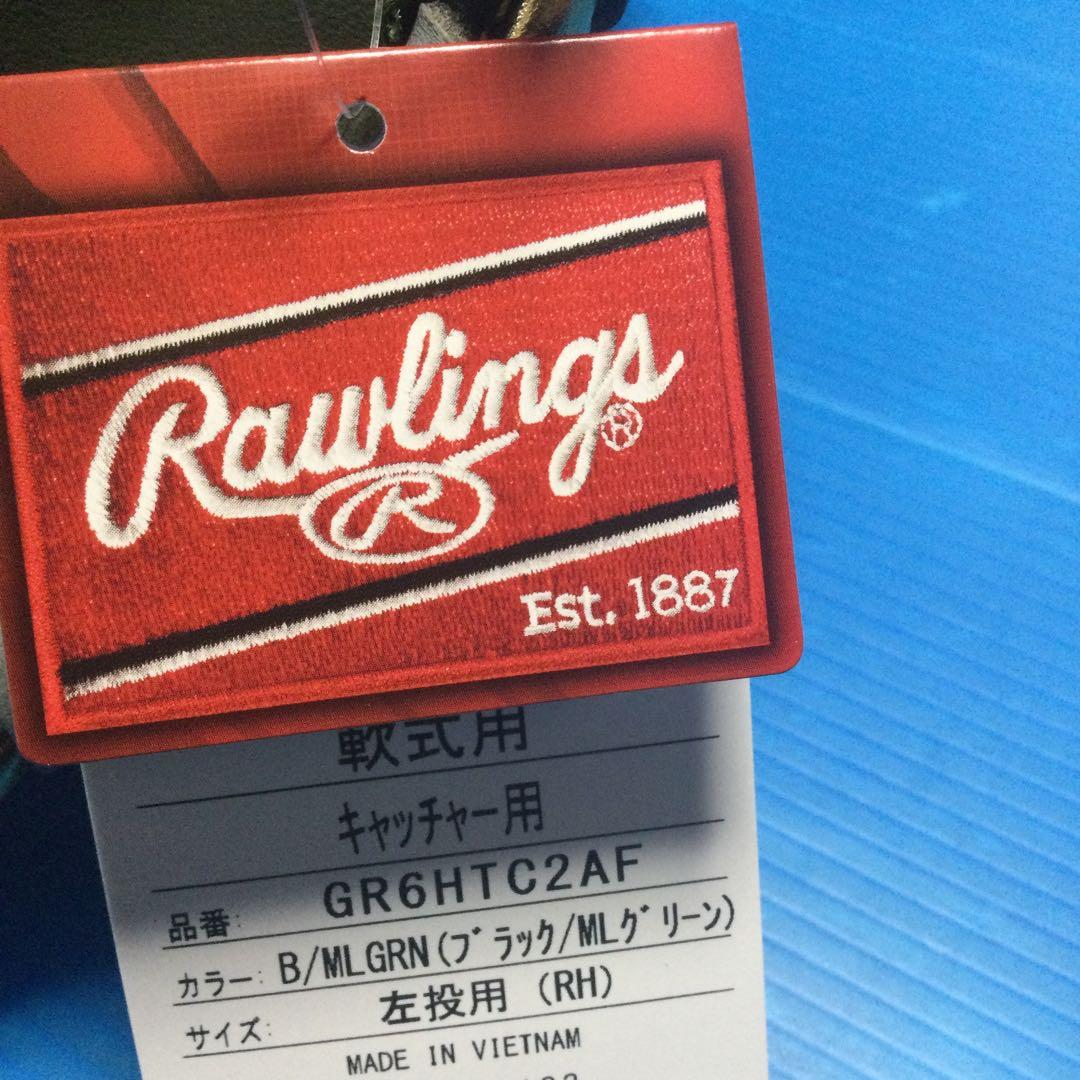 Rawlings®
R
Est. 1887
軟式用
キャッチャー用
品番: GR6HTC2AF
カラー: B/MLGRN(ブラック/MLグリーン)
サイズ: 左投用 (RH)
MADE IN VIETNAM